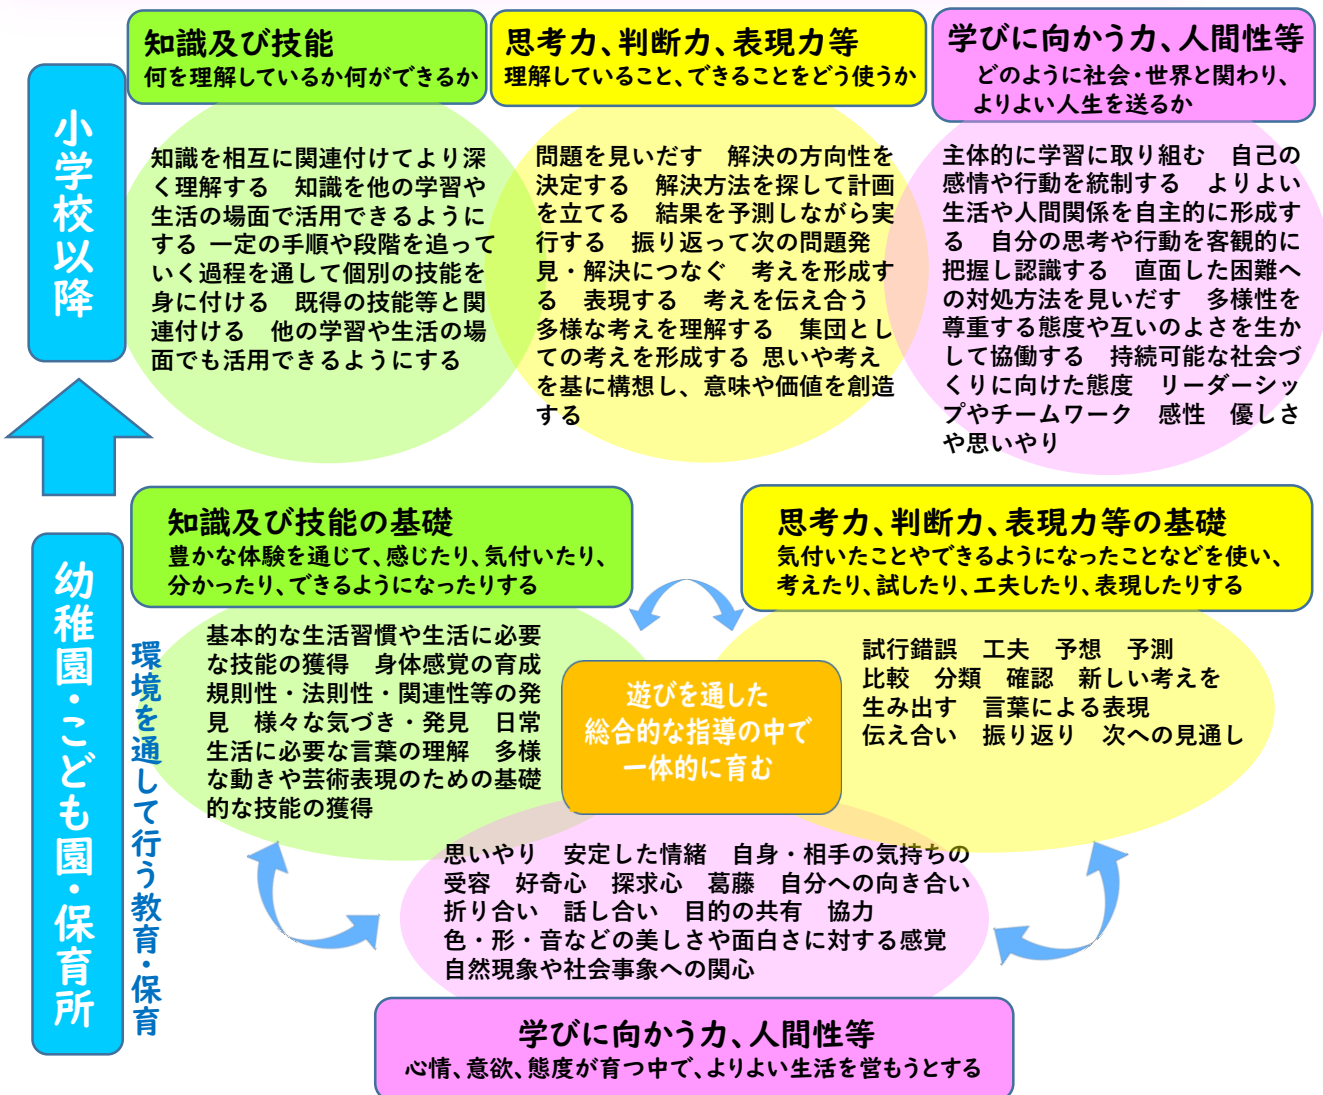 知識及び技能
何を理解しているか何ができるか
思考力、判断力、表現力等
理解していること、できることをどう使うか
学びに向かう力、人間性等
どのように社会・世界と関わり、
よりよい人生を送るか
小学校以降
知識を相互に関連付けてより深
く理解する　知識を他の学習や
生活の場面で活用できるように
する 一定の手順や段階を追って
いく過程を通して個別の技能を
身に付ける　既得の技能等と関
連付ける　他の学習や生活の場
面でも活用できるようにする
問題を見いだす　解決の方向性を
決定する　解決方法を探して計画
を立てる　結果を予測しながら実
行する　振り返って次の問題発
見・解決につなぐ　考えを形成す
る　表現する　考えを伝え合う
多様な考えを理解する　集団とし
ての考えを形成する 思いや考え
を基に構想し、意味や価値を創造
する
主体的に学習に取り組む　自己の
感情や行動を統制する　よりよい
生活や人間関係を自主的に形成す
る　自分の思考や行動を客観的に
把握し認識する　直面した困難へ
の対処方法を見いだす　多様性を
尊重する態度や互いのよさを生か
して協働する　持続可能な社会づ
くりに向けた態度　リーダーシッ
プやチームワーク　感性　優しさ
や思いやり
知識及び技能の基礎
豊かな体験を通じて、感じたり、気付いたり、
分かったり、できるようになったりする
思考力、判断力、表現力等の基礎
気付いたことやできるようになったことなどを使い、
考えたり、試したり、工夫したり、表現したりする
幼稚園・こども園・保育所
環境を通して行う教育・保育
基本的な生活習慣や生活に必要
な技能の獲得　身体感覚の育成
規則性・法則性・関連性等の発
見　様々な気づき・発見　日常
生活に必要な言葉の理解　多様
な動きや芸術表現のための基礎
的な技能の獲得
遊びを通した
総合的な指導の中で
一体的に育む
試行錯誤　工夫　予想　予測
比較　分類　確認　新しい考えを
生み出す　言葉による表現
伝え合い　振り返り　次への見通し
思いやり　安定した情緒　自身・相手の気持ちの
受容　好奇心　探求心　葛藤　自分への向き合い
折り合い　話し合い　目的の共有　協力
色・形・音などの美しさや面白さに対する感覚
自然現象や社会事象への関心
学びに向かう力、人間性等
心情、意欲、態度が育つ中で、よりよい生活を営もうとする